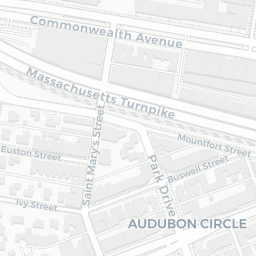 Commonwealth Avenue
Massachusetts Turnpike
Mountfort Street
Saint Mary's Street
Euston Street
Park Drive
Buswell Street
Ivy Street
AUDUBON CIRCLE